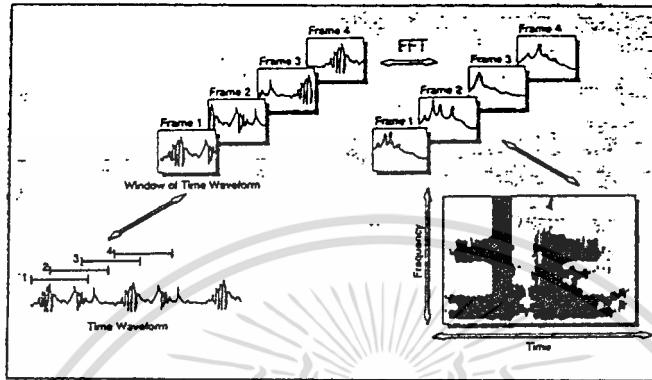 Frame 4
Frame 3
Frame 2
Frame 1
Window of Time Waveform
FFT
Frame 4
Frame 3
Frame 2
Frame 1
4
3
2
1
Time Waveform
Frequency
Time